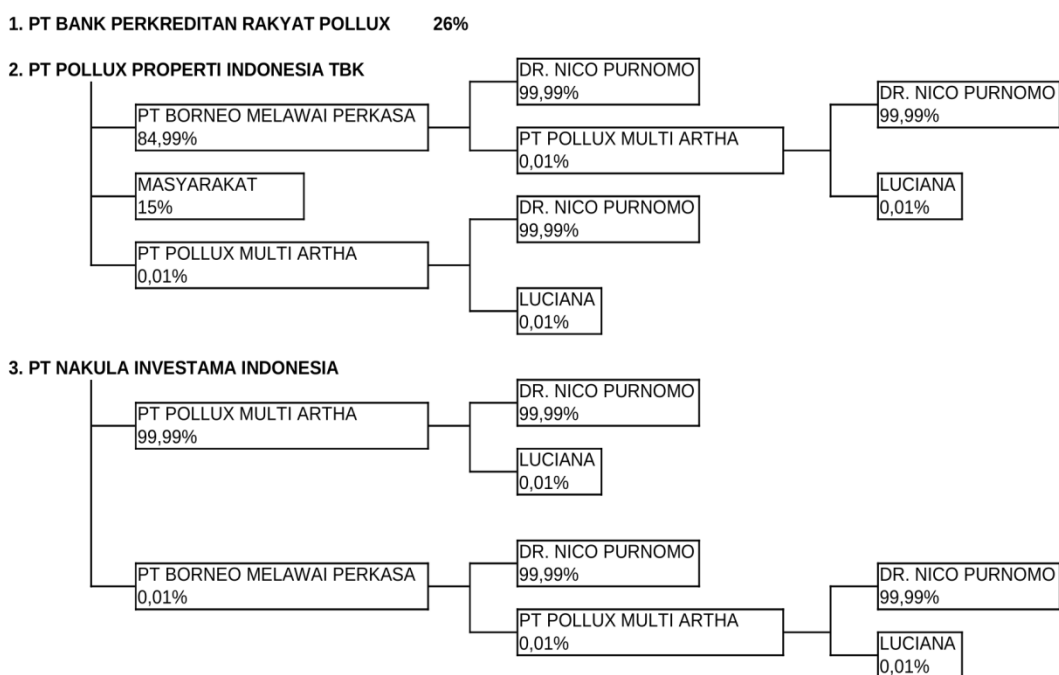 1. PT BANK PERKREDITAN RAKYAT POLLUX 26%
2. PT POLLUX PROPERTI INDONESIA TBK
PT BORNEO MELAWAI PERKASA
84,99%
DR. NICO PURNOMO
99,99%
PT POLLUX MULTI ARTHA
0,01%
DR. NICO PURNOMO
99,99%
LUCIANA
0,01%
MASYARAKAT
15%
PT POLLUX MULTI ARTHA
0,01%
DR. NICO PURNOMO
99,99%
LUCIANA
0,01%
3. PT NAKULA INVESTAMA INDONESIA
PT POLLUX MULTI ARTHA
99,99%
DR. NICO PURNOMO
99,99%
LUCIANA
0,01%
PT BORNEO MELAWAI PERKASA
0,01%
DR. NICO PURNOMO
99,99%
PT POLLUX MULTI ARTHA
0,01%
DR. NICO PURNOMO
99,99%
LUCIANA
0,01%